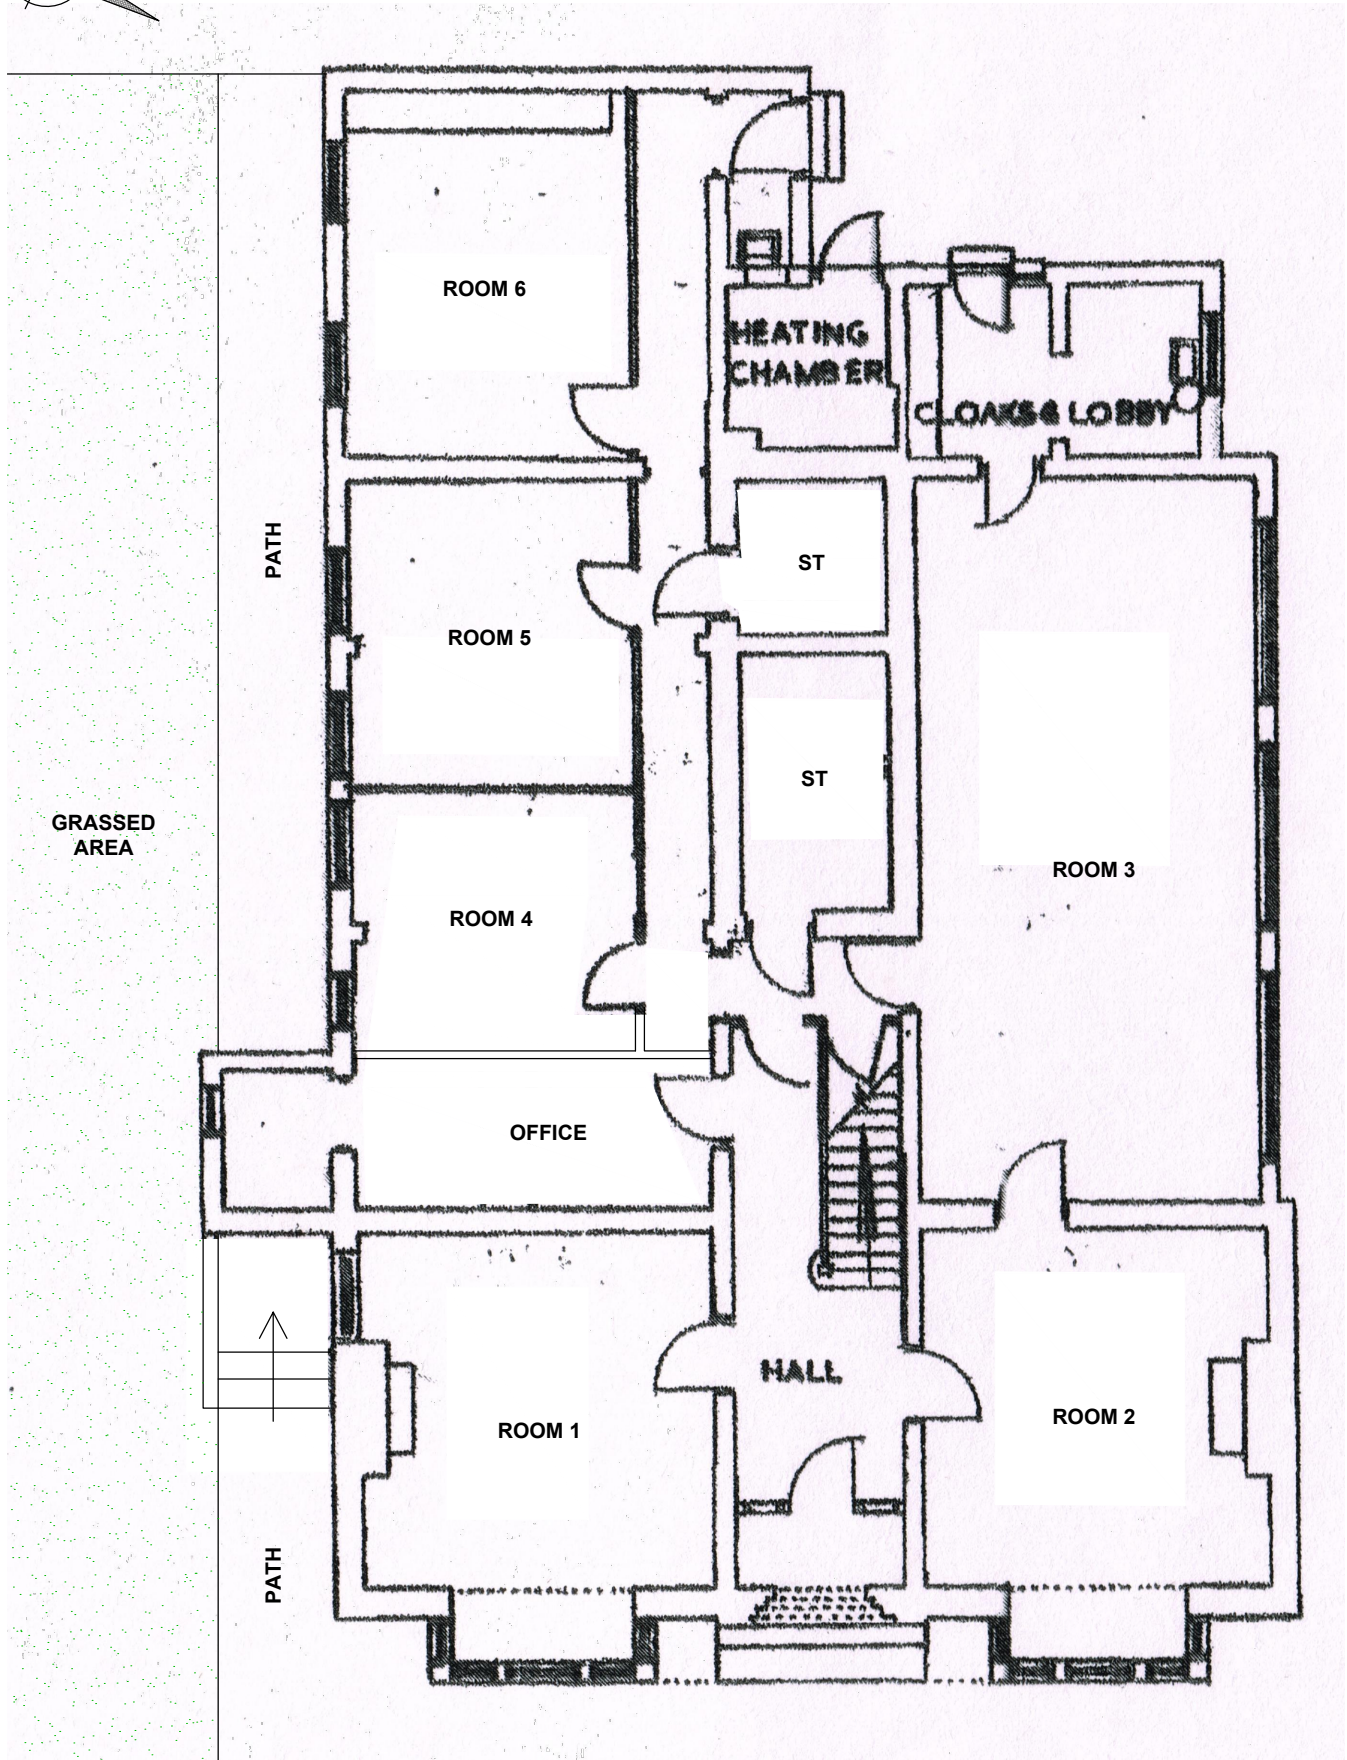 ROOM 6
HEATING
CHAMBER
CLOAKS & LOBBY
PATH
ST
ROOM 5
ST
GRASSED
AREA
ROOM 3
ROOM 4
OFFICE
HALL
ROOM 1
ROOM 2
PATH